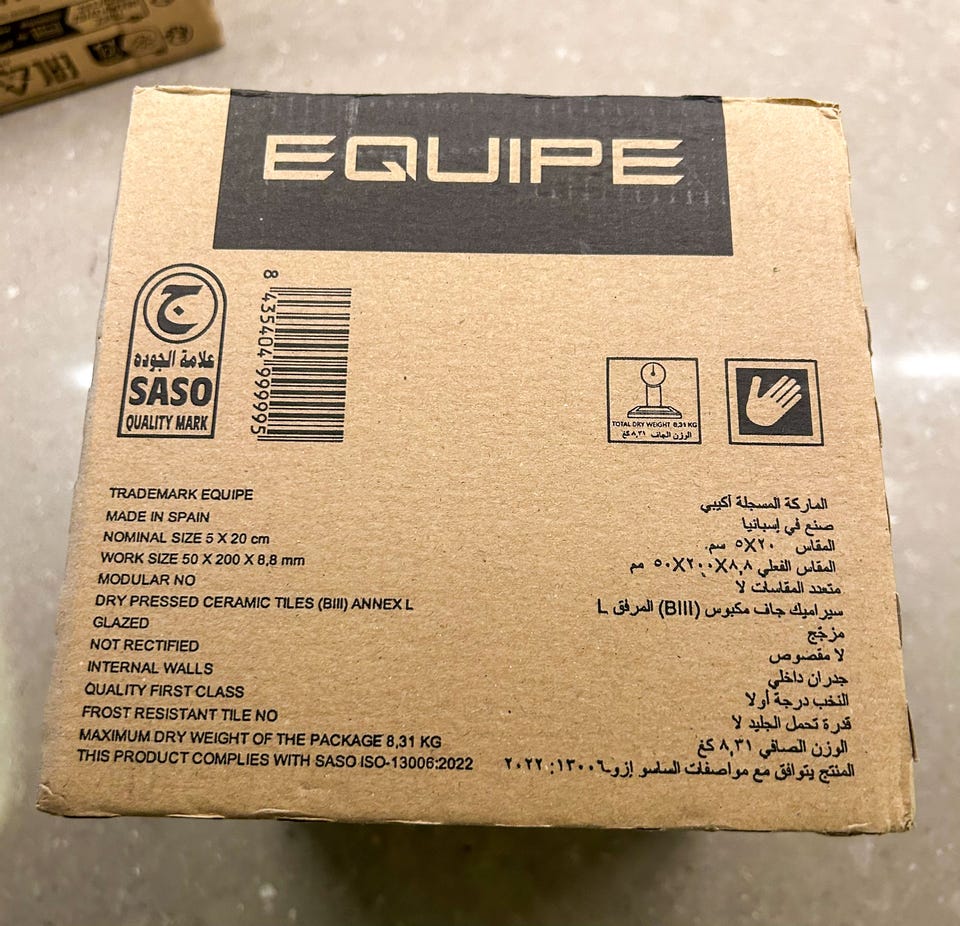 EAC
EQUIPE
ج
علامة الجوده
SASO
QUALITY MARK
8 435404 999995
TOTAL DRY WEIGHT 8,31 KG
الوزن الجاف ٨,٣١ كغ
TRADEMARK EQUIPE
MADE IN SPAIN
NOMINAL SIZE 5 X 20 cm
WORK SIZE 50 X 200 X 8,8 mm
MODULAR NO
DRY PRESSED CERAMIC TILES (BIII) ANNEX L
GLAZED
NOT RECTIFIED
INTERNAL WALLS
QUALITY FIRST CLASS
FROST RESISTANT TILE NO
MAXIMUM DRY WEIGHT OF THE PACKAGE 8,31 KG
THIS PRODUCT COMPLIES WITH SASO ISO-13006:2022
الماركة المسجلة أكيبي
صنع في إسبانيا
المقاس ٥X٢٠ سم.
المقاس الفعلي ٥٠X٢٠٠X٨,٨ مم
متعدد المقاسات لا
سيراميك جاف مكبوس (BIII) المرفق L
مزجّج
لا مقصوص
جدران داخلي
النخب درجة أولا
قدرة تحمل الجليد لا
الوزن الصافي ٨,٣١ كغ
المنتج يتوافق مع مواصفات الساسو إزو١٣٠٠٦: ٢٠٢٢